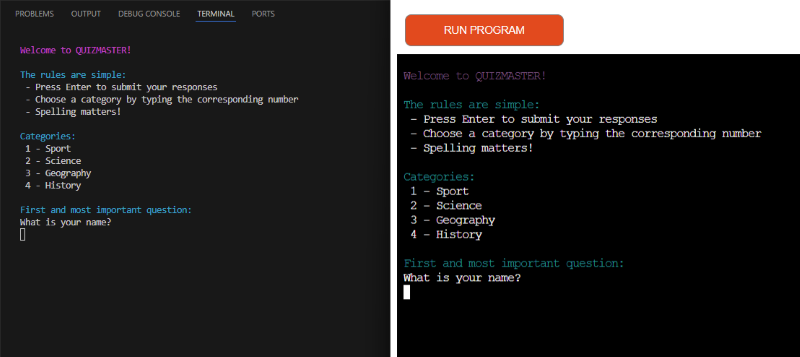 PROBLEMS OUTPUT DEBUG CONSOLE TERMINAL PORTS
Welcome to QUIZMASTER!
The rules are simple:
- Press Enter to submit your responses
- Choose a category by typing the corresponding number
- Spelling matters!
Categories:
1 - Sport
2 - Science
3 - Geography
4 - History
First and most important question:
What is your name?
RUN PROGRAM
Welcome to QUIZMASTER!
The rules are simple:
- Press Enter to submit your responses
- Choose a category by typing the corresponding number
- Spelling matters!
Categories:
1 - Sport
2 - Science
3 - Geography
4 - History
First and most important question:
What is your name?